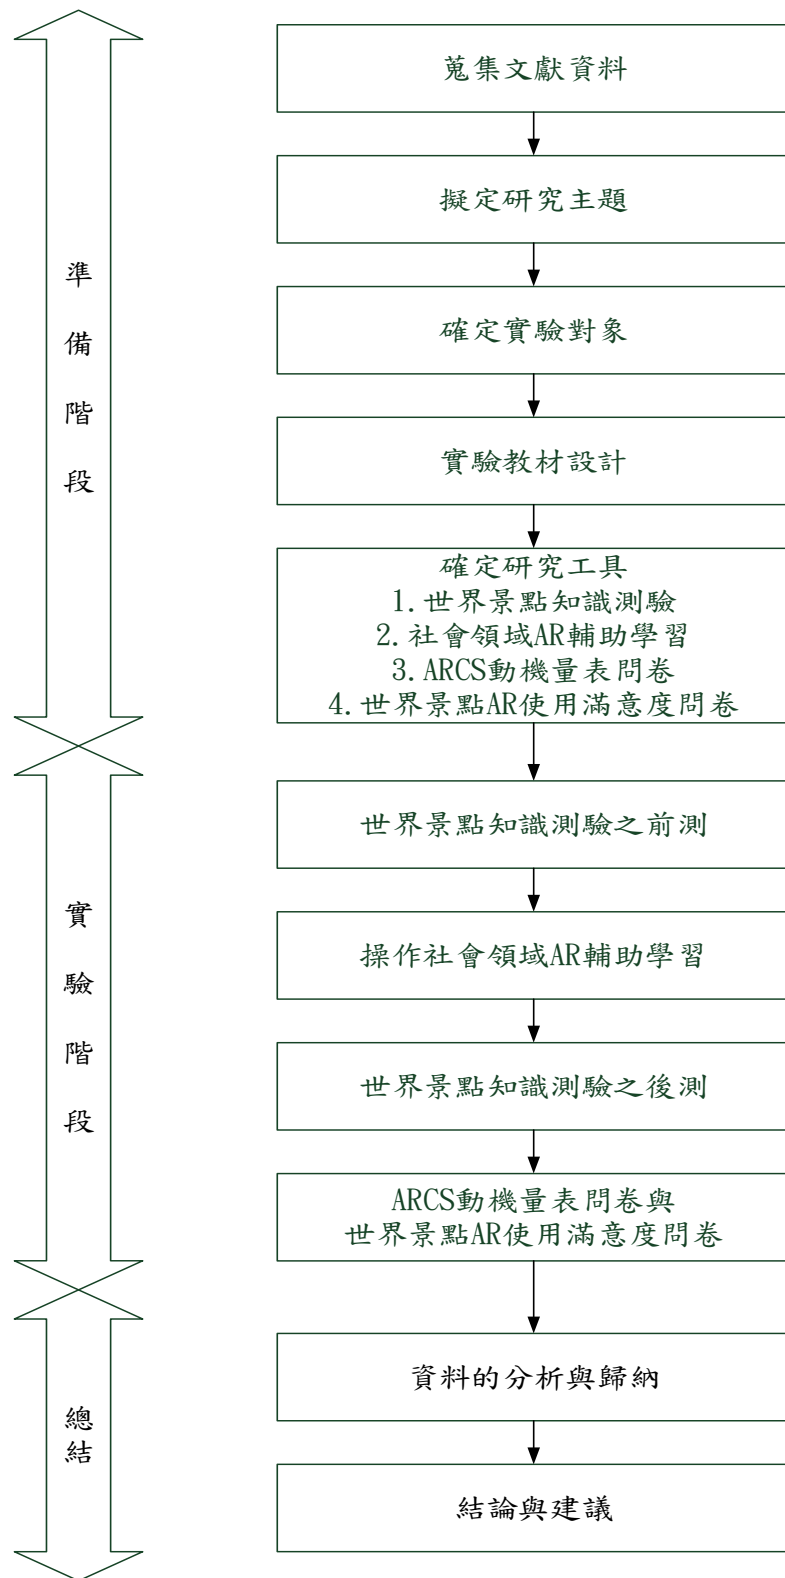 準備階段
蒐集文獻資料
擬定研究主題
確定實驗對象
實驗教材設計
確定研究工具
1.世界景點知識測驗
2.社會領域AR輔助學習
3.ARCS動機量表問卷
4.世界景點AR使用滿意度問卷
實驗階段
世界景點知識測驗之前測
操作社會領域AR輔助學習
世界景點知識測驗之後測
ARCS動機量表問卷與
世界景點AR使用滿意度問卷
總結
資料的分析與歸納
結論與建議